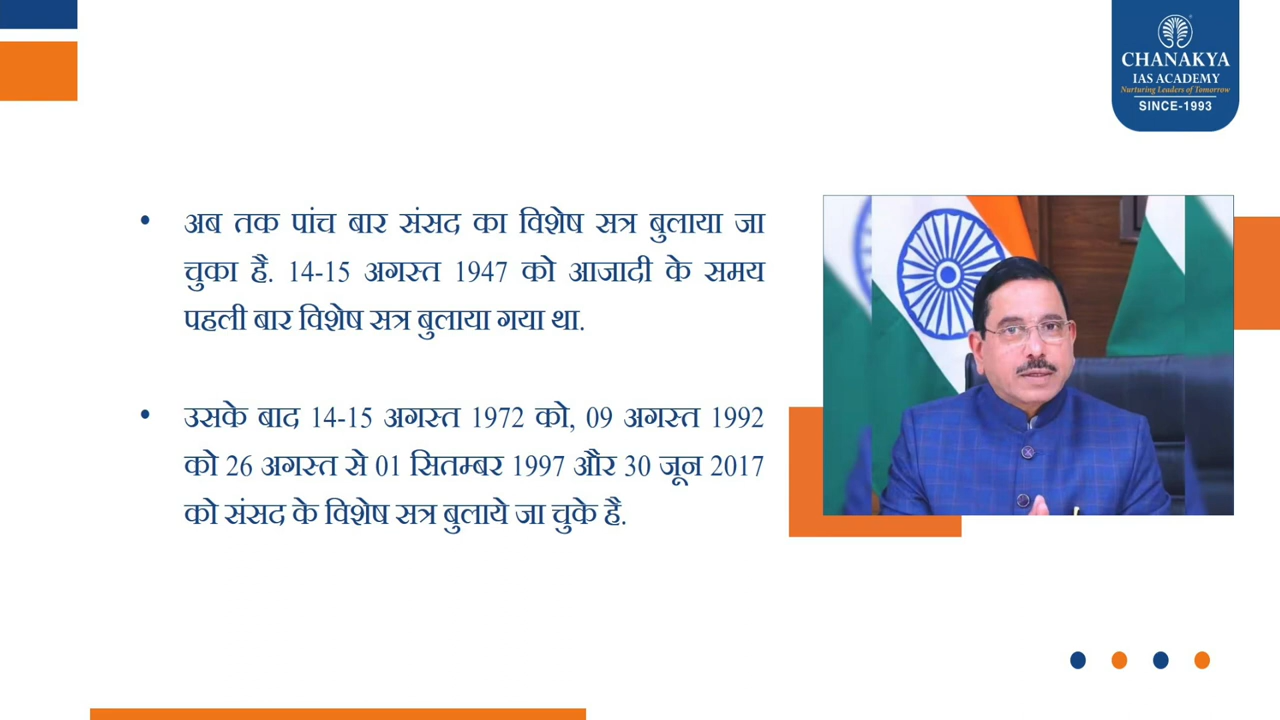 CHANAKYA
IAS ACADEMY
Nurturing Leaders of Tomorrow
SINCE-1993
• अब तक पांच बार संसद का विशेष सत्र बुलाया जा
चुका है. 14-15 अगस्त 1947 को आजादी के समय
पहली बार विशेष सत्र बुलाया गया था.
• उसके बाद 14-15 अगस्त 1972 को, 09 अगस्त 1992
को 26 अगस्त से 01 सितम्बर 1997 और 30 जून 2017
को संसद के विशेष सत्र बुलाये जा चुके है.